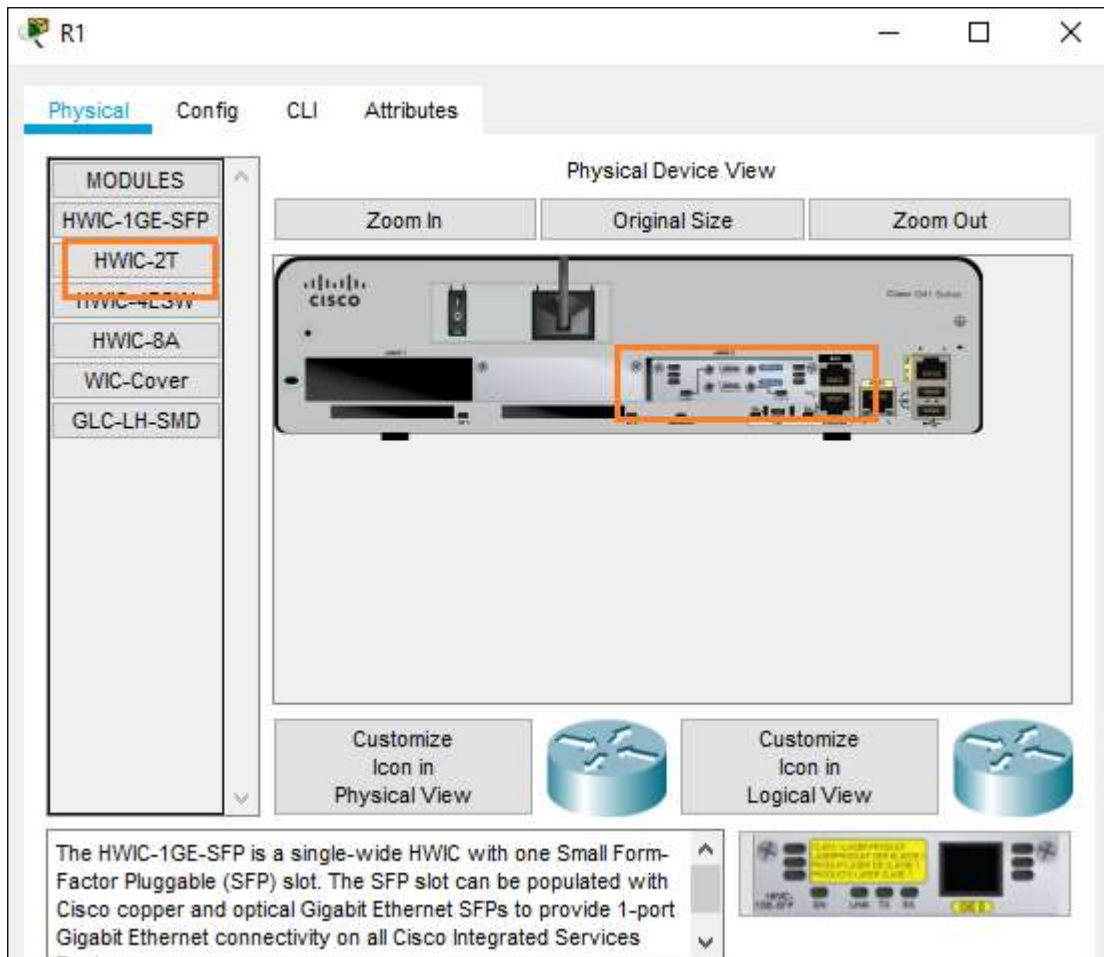 R1
Physical Config CLI Attributes
MODULES
HWIC-1GE-SFP
HWIC-2T
HWIC-4ESW
HWIC-8A
WIC-Cover
GLC-LH-SMD
Physical Device View
Zoom In Original Size Zoom Out
CISCO
Customize
Icon in
Physical View
Customize
Icon in
Logical View
The HWIC-1GE-SFP is a single-wide HWIC with one Small Form-
Factor Pluggable (SFP) slot. The SFP slot can be populated with
Cisco copper and optical Gigabit Ethernet SFPs to provide 1-port
Gigabit Ethernet connectivity on all Cisco Integrated Services